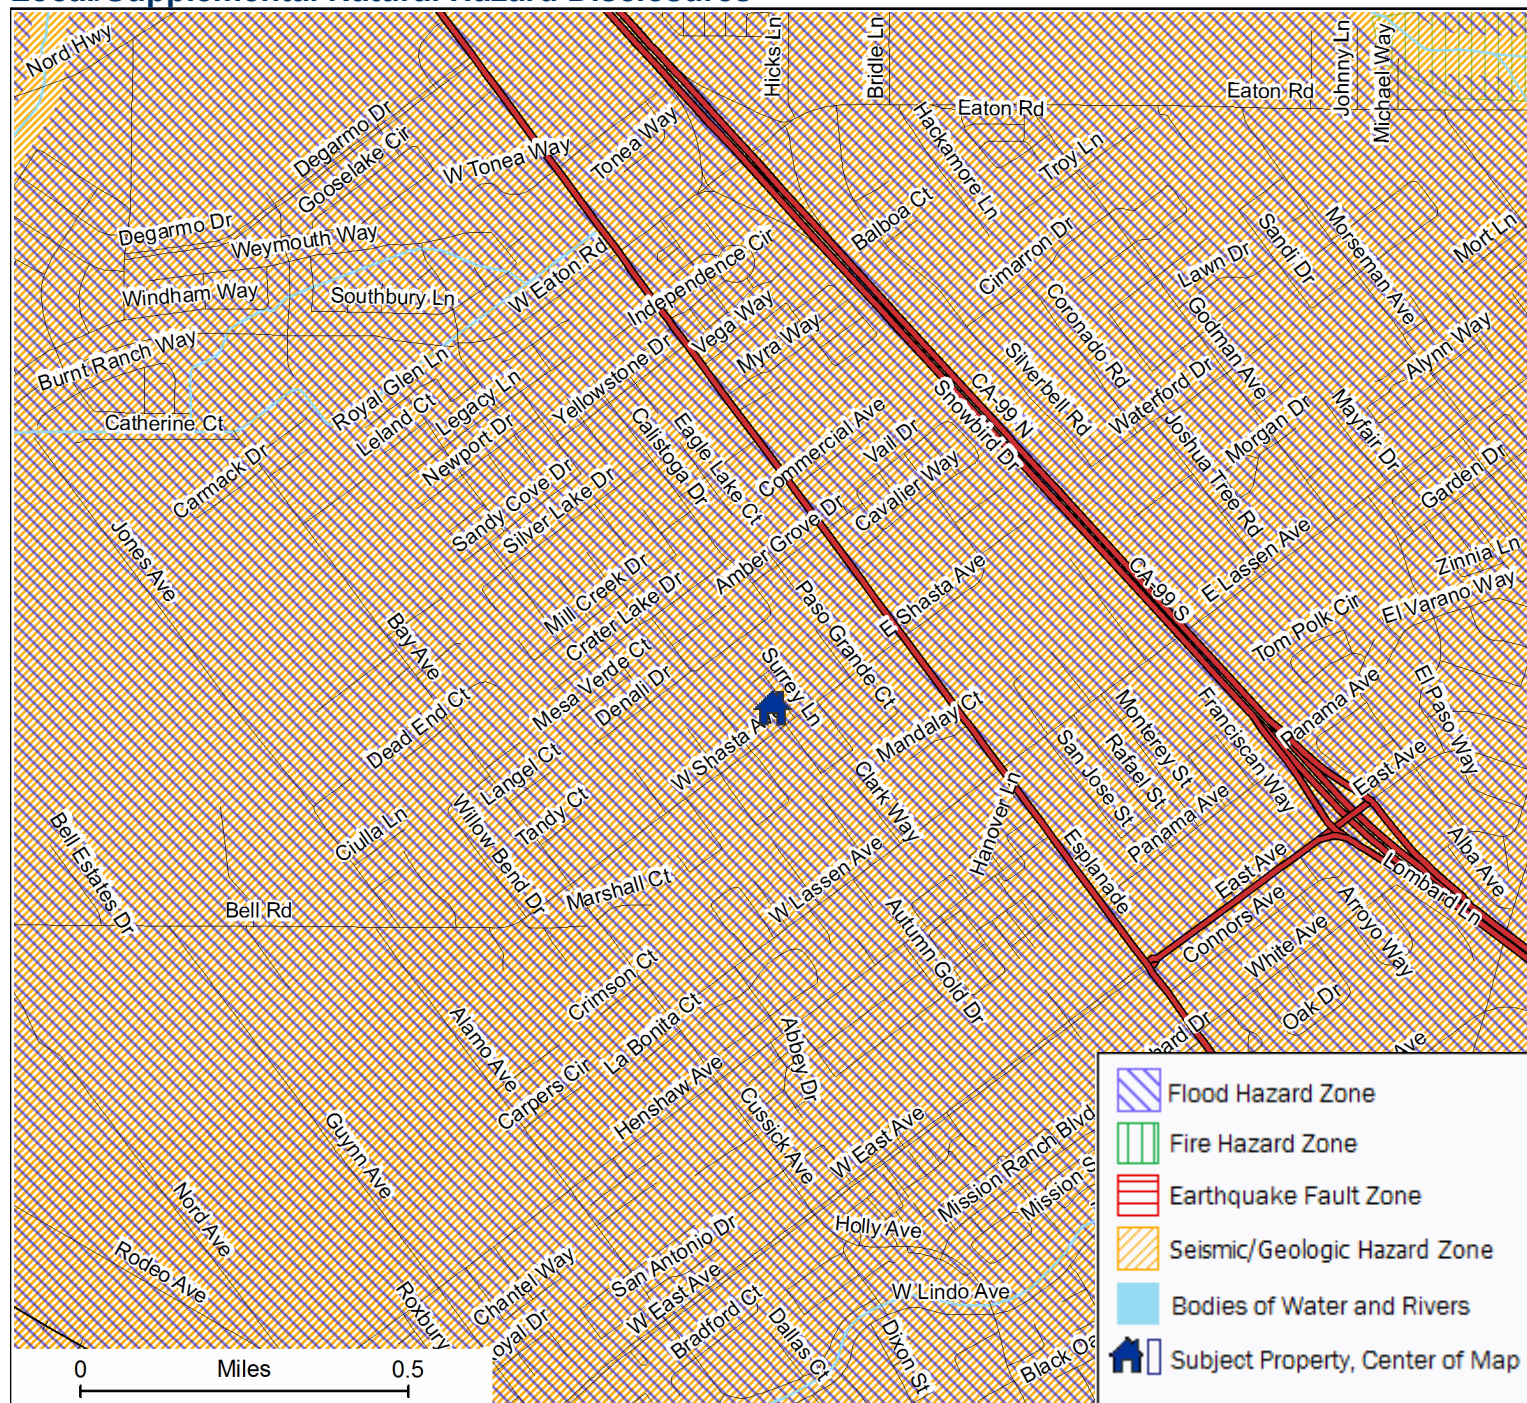 Local/Supplemental Natural Hazard Disclosures
Nord Hwy
Hicks Ln
Bridle Ln
Johnny Ln
Michael Way
Eaton Rd
Eaton Rd
Degarmo Dr
Gooselake Cir
W Tonea Way
Tonea Way
Hackamore Ln
Troy Ln
Degarmo Dr
Weymouth Way
Balboa Ct
Cimarron Dr
Sandi Dr
Morseman Ave
Mort Ln
Lawn Dr
Windham Way
Southbury Ln
W Eaton Rd
Independence Cir
Vega Way
Myra Way
Coronado Rd
Godman Ave
Alynn Way
Burnt Ranch Way
Royal Glen Ln
Yellowstone Dr
Silverbell Rd
Waterford Dr
CA-99 N
Snowbird Dr
Catherine Ct
Leland Ct
Legacy Ln
Newport Dr
Calistoga Dr
Eagle Lake Ct
Commercial Ave
Vail Dr
Cavalier Way
Joshua Tree Rd
Morgan Dr
Mayfair Dr
Garden Dr
Carmack Dr
Sandy Cove Dr
Silver Lake Dr
Amber Grove Dr
Jones Ave
E Lassen Ave
Zinnia Ln
El Varano Way
CA-99 S
Mill Creek Dr
Crater Lake Dr
E Shasta Ave
Paso Grande Ct
Tom Polk Cir
Bay Ave
Mesa Verde Ct
Denali Dr
Surrey Ln
W Shasta A
Mandalay Ct
Monterey St
Rafael St
San Jose St
Franciscan Way
Panama Ave
El Paso Way
Dead End Ct
Langel Ct
Tandy Ct
Clark Way
Hanover Ln
Panama Ave
East Ave
Ciulla Ln
Willow Bend Dr
Bell Estates Dr
Marshall Ct
W Lassen Ave
Esplanade
East Ave
Connors Ave
Alba Ave
Lombard Ln
Bell Rd
Autumn Gold Dr
White Ave
Arroyo Way
Crimson Ct
La Bonita Ct
Oak Dr
Alamo Ave
Carpers Cir
Henshaw Ave
Abbey Dr
bard Dr
Ave
Guynn Ave
Cussick Ave
W East Ave
Mission Ranch Blvd
Mission S
Nord Ave
Rodeo Ave
Holly Ave
San Antonio Dr
Chantel Way
W East Ave
W Lindo Ave
Roxbury
oyal Dr
Bradford Ct
Dallas Ct
Dixon St
Black Oa
0 Miles 0.5
Flood Hazard Zone
Fire Hazard Zone
Earthquake Fault Zone
Seismic/Geologic Hazard Zone
Bodies of Water and Rivers
Subject Property, Center of Map